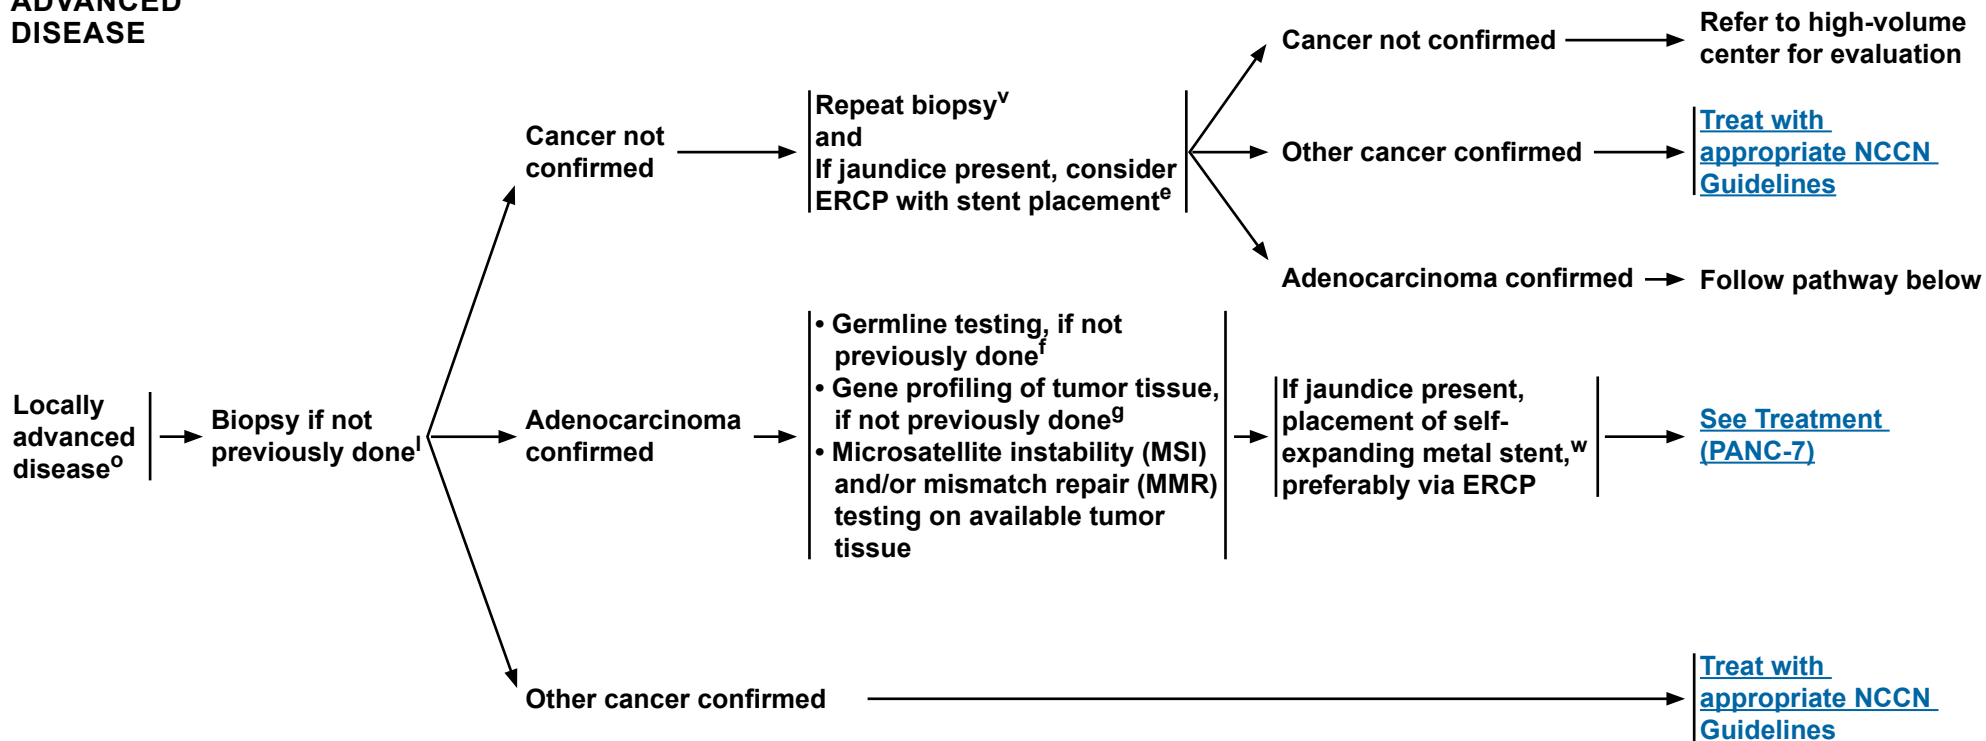 ADVANCED
DISEASE
Cancer not confirmed
Refer to high-volume
center for evaluation
Cancer not
confirmed
Repeat biopsyv
and
If jaundice present, consider
ERCP with stent placemente
Other cancer confirmed
Treat with
appropriate NCCN
Guidelines
Adenocarcinoma confirmed
Follow pathway below
Locally
advanced
diseaseo
Biopsy if not
previously donel
Adenocarcinoma
confirmed
• Germline testing, if not
previously donef
• Gene profiling of tumor tissue,
if not previously doneg
• Microsatellite instability (MSI)
and/or mismatch repair (MMR)
testing on available tumor
tissue
If jaundice present,
placement of self-
expanding metal stent,w
preferably via ERCP
See Treatment
(PANC-7)
Other cancer confirmed
Treat with
appropriate NCCN
Guidelines